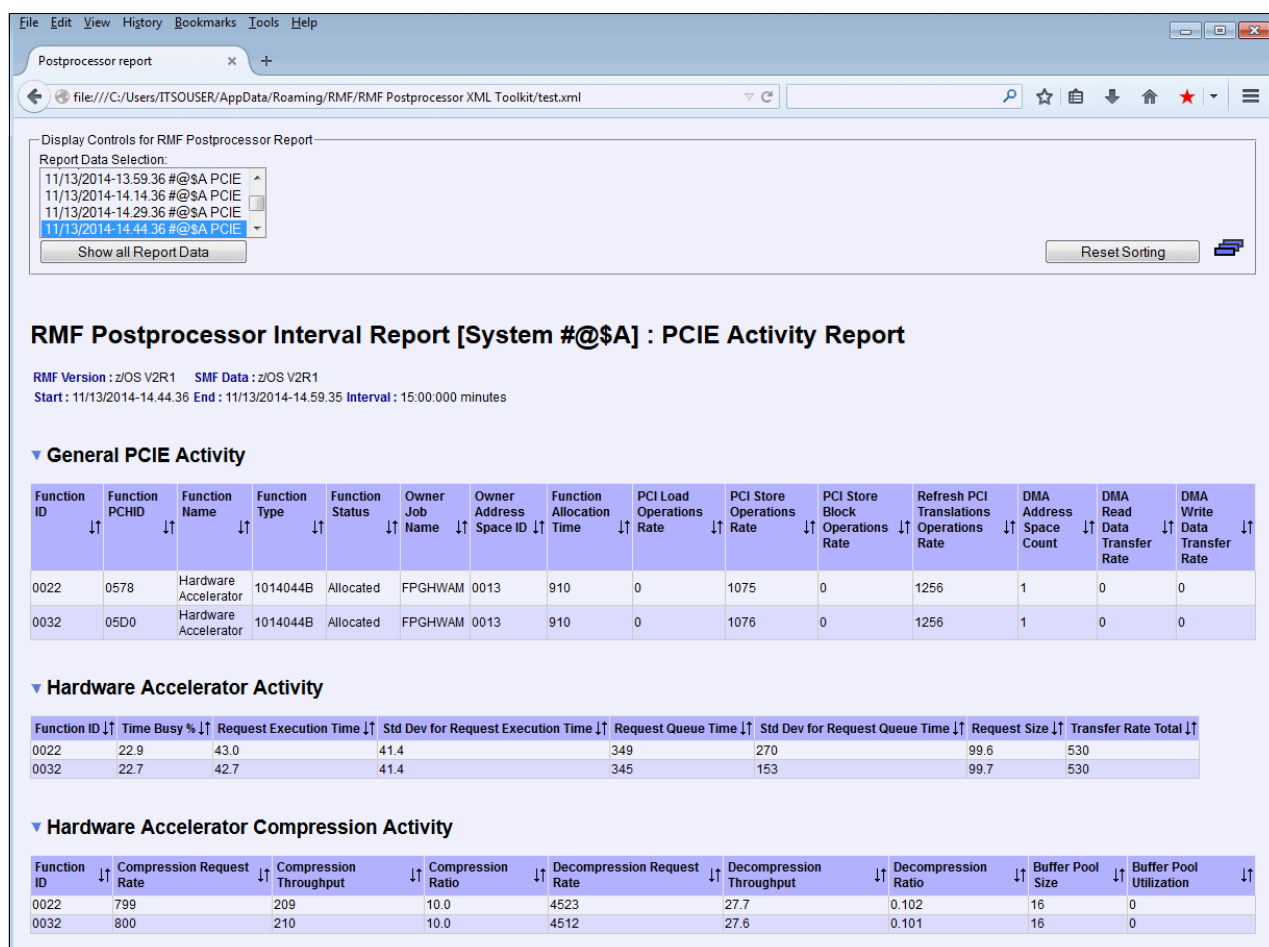 File Edit View History Bookmarks Tools Help
Postprocessor report × +
file:///C:/Users/ITSOUSER/AppData/Roaming/RMF/RMF Postprocessor XML Toolkit/test.xml
Display Controls for RMF Postprocessor Report
Report Data Selection:
11/13/2014-13.59.36 #@$A PCIE
11/13/2014-14.14.36 #@$A PCIE
11/13/2014-14.29.36 #@$A PCIE
11/13/2014-14.44.36 #@$A PCIE
Show all Report Data Reset Sorting
RMF Postprocessor Interval Report [System #@$A] : PCIE Activity Report
RMF Version : z/OS V2R1 SMF Data : z/OS V2R1
Start : 11/13/2014-14.44.36 End : 11/13/2014-14.59.35 Interval : 15:00:000 minutes
General PCIE Activity
Function ID Function PCHID Function Name Function Type Function Status Owner Job Name Owner Address Space ID Function Allocation Time PCI Load Operations Rate PCI Store Operations Rate PCI Store Block Operations Rate Refresh PCI Translations Operations Rate DMA Address Space Count DMA Read Data Transfer Rate DMA Write Data Transfer Rate
0022 0578 Hardware Accelerator 1014044B Allocated FPGHWAM 0013 910 0 1075 0 1256 1 0 0
0032 05D0 Hardware Accelerator 1014044B Allocated FPGHWAM 0013 910 0 1076 0 1256 1 0 0
Hardware Accelerator Activity
Function ID Time Busy % Request Execution Time Std Dev for Request Execution Time Request Queue Time Std Dev for Request Queue Time Request Size Transfer Rate Total
0022 22.9 43.0 41.4 349 270 99.6 530
0032 22.7 42.7 41.4 345 153 99.7 530
Hardware Accelerator Compression Activity
Function ID Compression Request Rate Compression Throughput Compression Ratio Decompression Request Rate Decompression Throughput Decompression Ratio Buffer Pool Size Buffer Pool Utilization
0022 799 209 10.0 4523 27.7 0.102 16 0
0032 800 210 10.0 4512 27.6 0.101 16 0